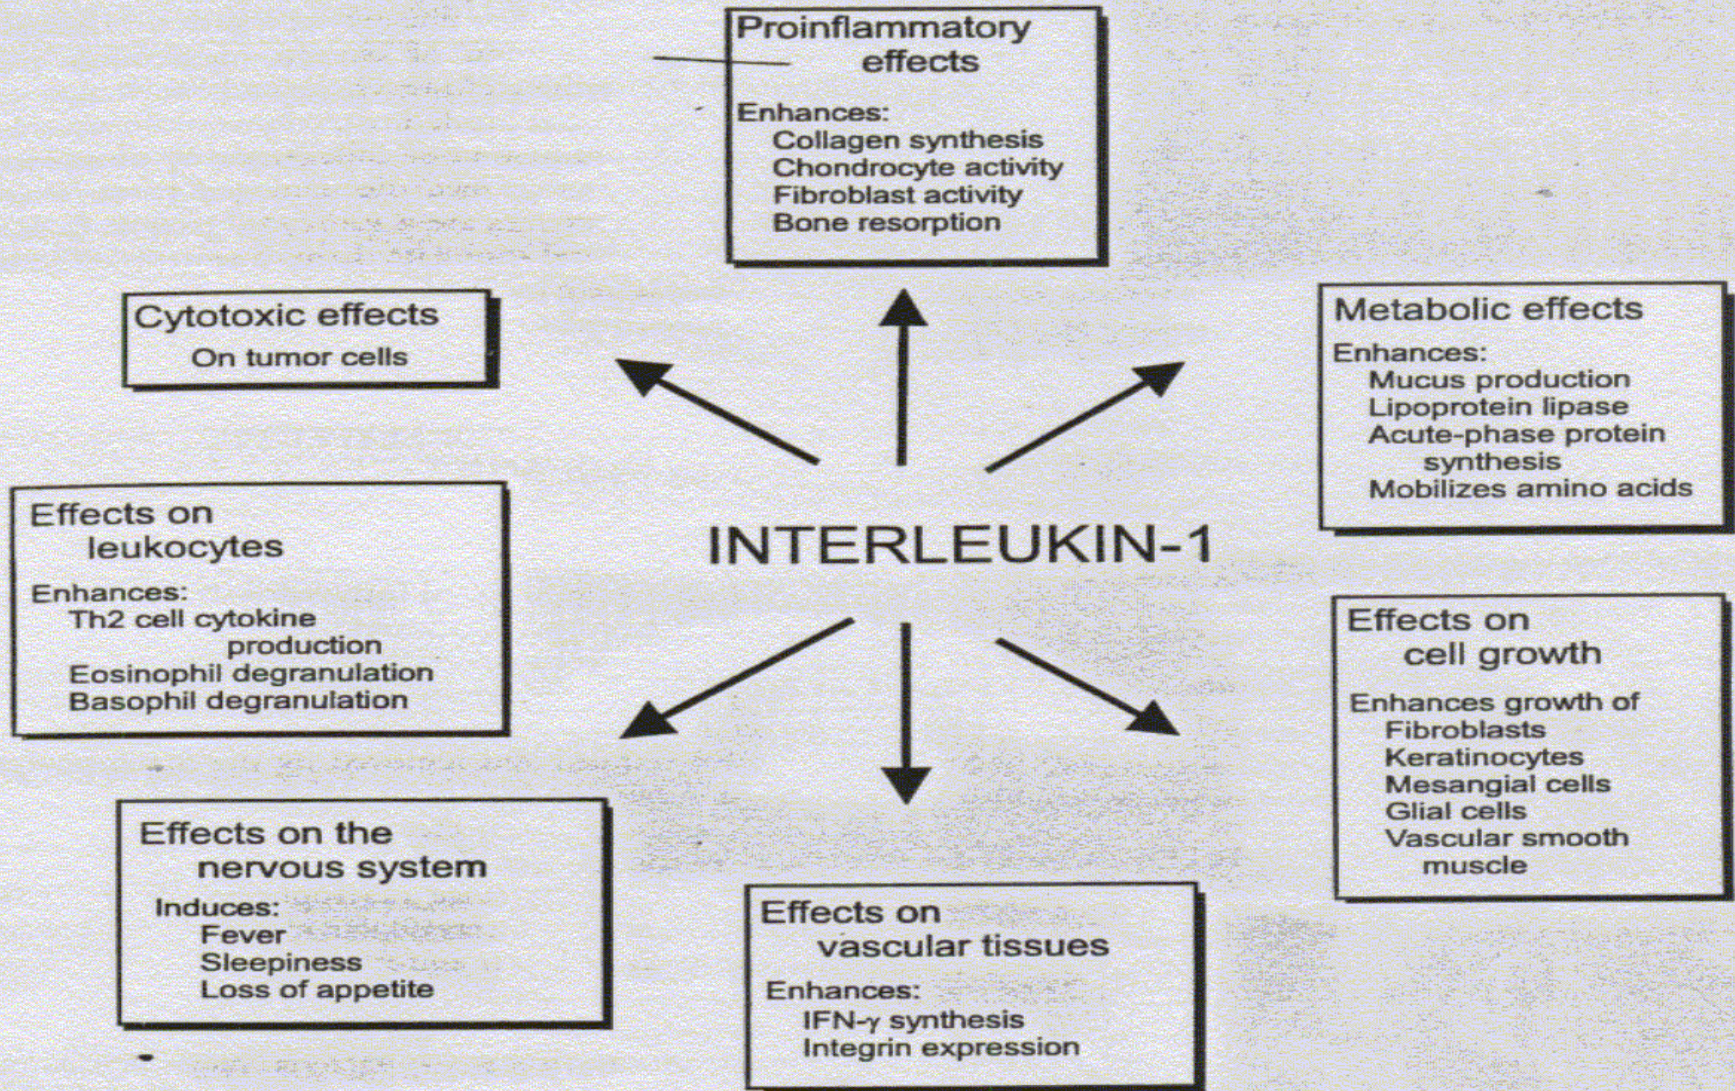 Proinflammatory
effects
Enhances:
Collagen synthesis
Chondrocyte activity
Fibroblast activity
Bone resorption
Cytotoxic effects
On tumor cells
Metabolic effects
Enhances:
Mucus production
Lipoprotein lipase
Acute-phase protein
synthesis
Mobilizes amino acids
Effects on
leukocytes
Enhances:
Th2 cell cytokine
production
Eosinophil degranulation
Basophil degranulation
INTERLEUKIN-1
Effects on
cell growth
Enhances growth of
Fibroblasts
Keratinocytes
Mesangial cells
Glial cells
Vascular smooth
muscle
Effects on the
nervous system
Induces:
Fever
Sleepiness
Loss of appetite
Effects on
vascular tissues
Enhances:
IFN-γ synthesis
Integrin expression